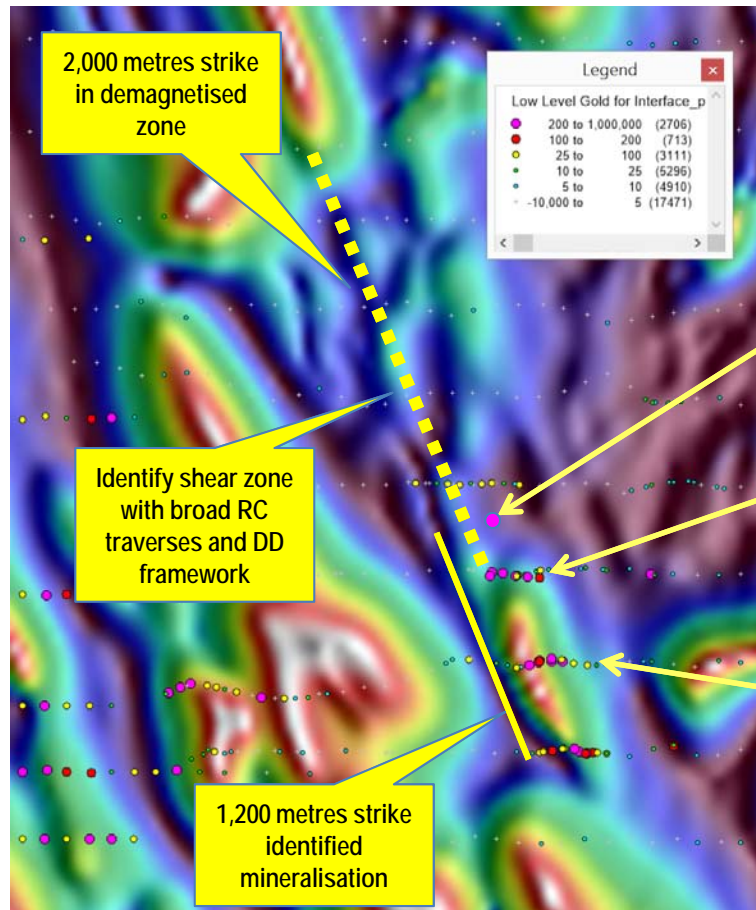 2,000 metres strike
in demagnetised
zone
Legend
Low Level Gold for Interface_p
200 to 1,000,000 (2706)
100 to 200 (713)
25 to 100 (3111)
10 to 25 (5296)
5 to 10 (4910)
-10,000 to 5 (17471)
Identify shear zone
with broad RC
traverses and DD
framework
1,200 metres strike
identified
mineralisation